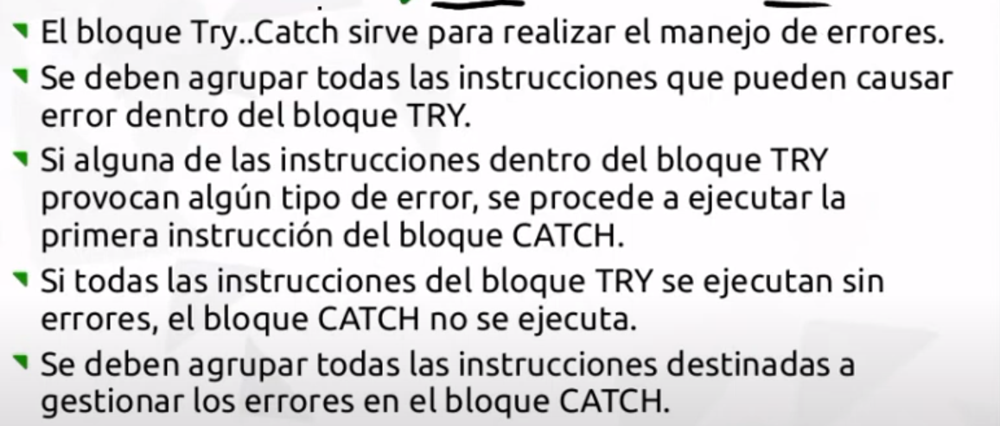 El bloque Try..Catch sirve para realizar el manejo de errores.
Se deben agrupar todas las instrucciones que pueden causar
error dentro del bloque TRY.
Si alguna de las instrucciones dentro del bloque TRY
provocan algún tipo de error, se procede a ejecutar la
primera instrucción del bloque CATCH.
Si todas las instrucciones del bloque TRY se ejecutan sin
errores, el bloque CATCH no se ejecuta.
Se deben agrupar todas las instrucciones destinadas a
gestionar los errores en el bloque CATCH.